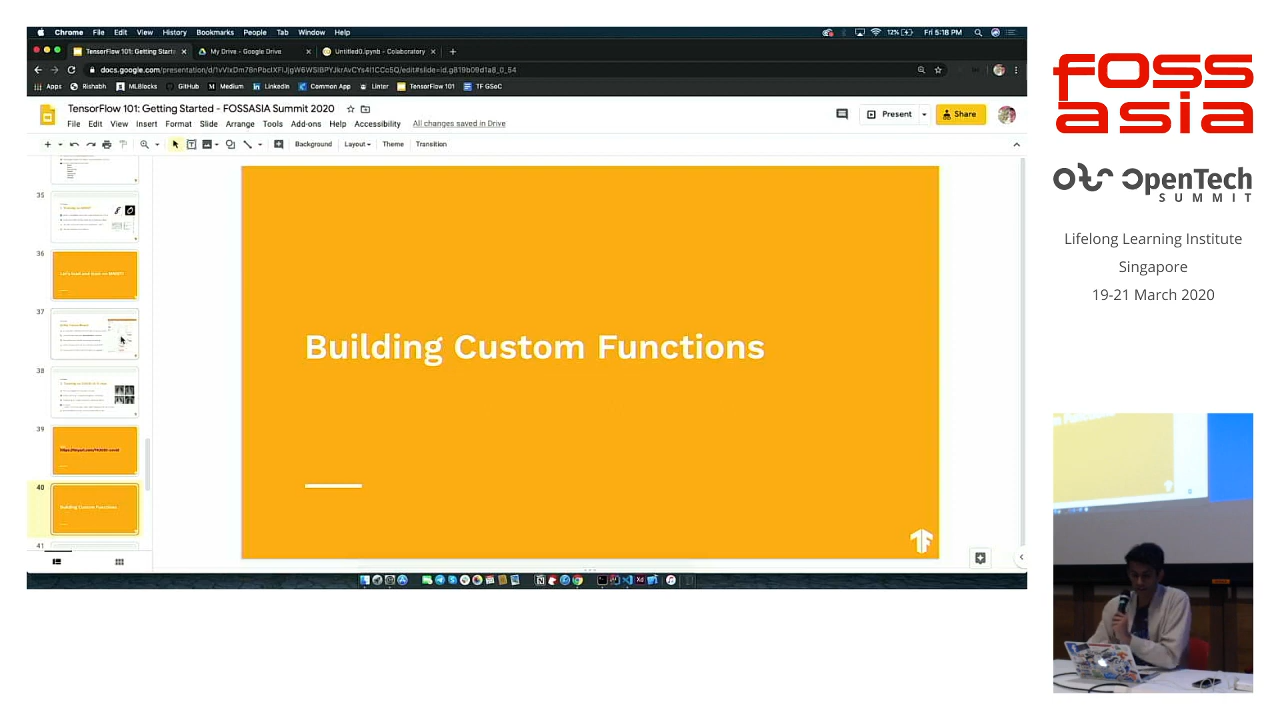 Chrome File Edit View History Bookmarks People Tab Window Help
12% Fri 5:18 PM
TensorFlow 101: Getting Starte
My Drive - Google Drive
Untitled0.ipynb - Colaboratory
Apps Rishabh MLBlocks GitHub Medium LinkedIn Common App Linter TensorFlow 101 TF GSoC
TensorFlow 101: Getting Started - FOSSASIA Summit 2020
File Edit View Insert Format Slide Arrange Tools Add-ons Help Accessibility All changes saved in Drive
Present
Share
Background Layout Theme Transition
35
36
37
38
39
40
Building Custom Functions
41
Building Custom Functions
FOSS
asia
OpenTech
SUMMIT
Lifelong Learning Institute
Singapore
19-21 March 2020